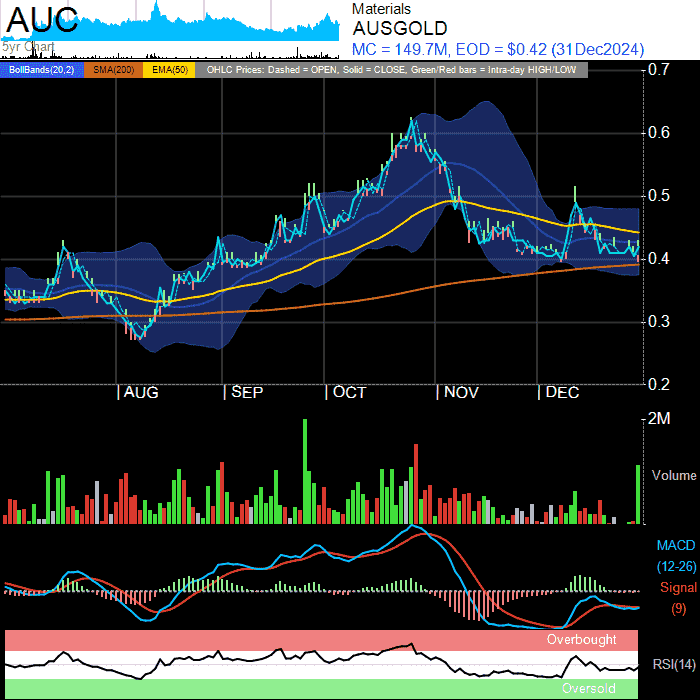 AUC
5yr Chart
Materials
AUSGOLD
MC = 149.7M, EOD = $0.42 (31Dec2024)
BollBands(20,2) SMA(200) EMA(50) OHLC Prices: Dashed = OPEN, Solid = CLOSE, Green/Red bars = Intra-day HIGH/LOW
0.7
0.6
0.5
0.4
0.3
0.2
| AUG | SEP | OCT | NOV | DEC
2M
Volume
MACD
(12-26)
Signal
(9)
Overbought
RSI(14)
Oversold